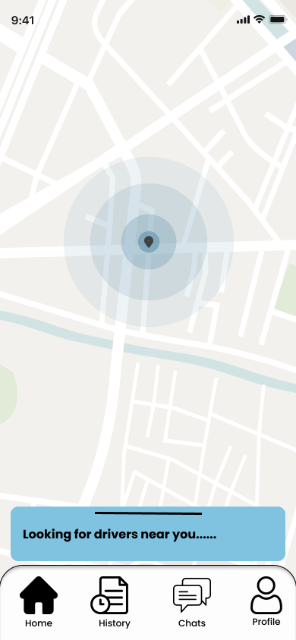 9:41
Looking for drivers near you......
Home
History
Chats
Profile